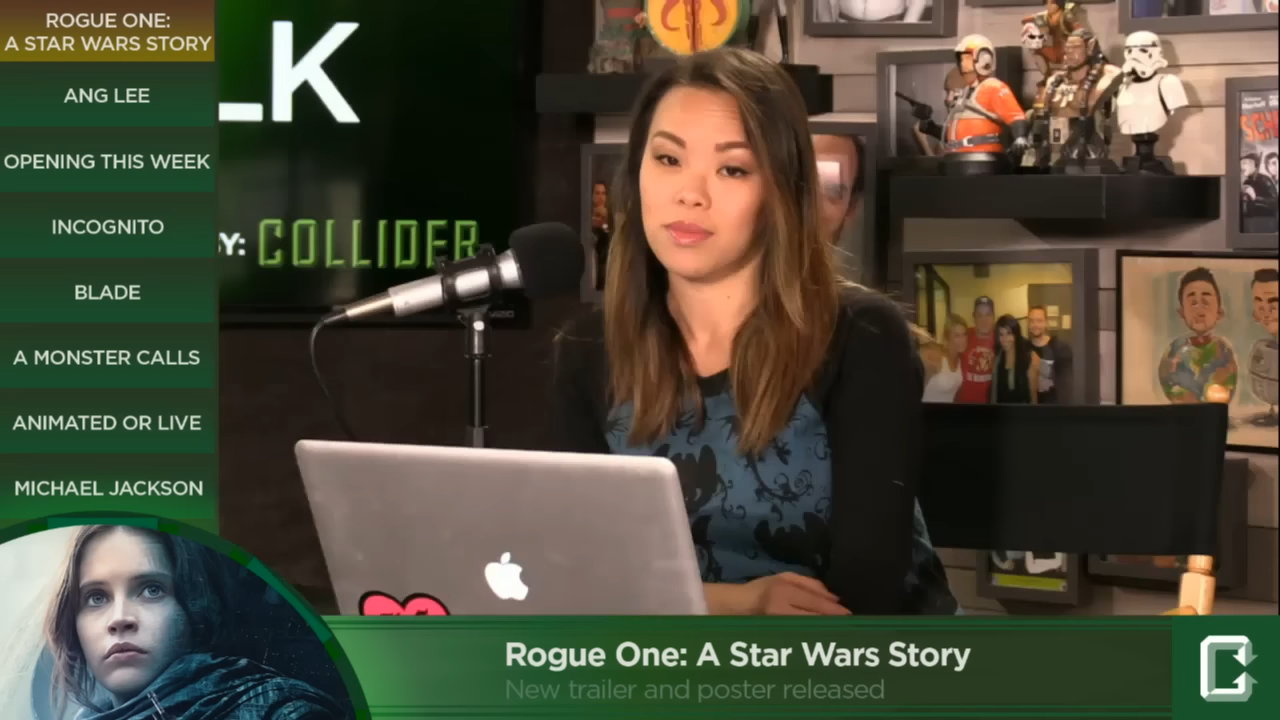 ROGUE ONE:
A STAR WARS STORY
ANG LEE
OPENING THIS WEEK
INCOGNITO
BLADE
A MONSTER CALLS
ANIMATED OR LIVE
MICHAEL JACKSON
LK
Y: COLLIDER
VIZIO
Rogue One: A Star Wars Story
New trailer and poster released